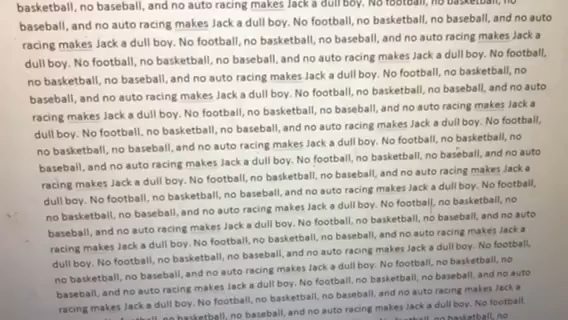 basketball, no baseball, and no auto racing makes Jack a dull boy. No football, no basketball, no
baseball, and no auto racing makes Jack a dull boy. No football, no basketball, no baseball, and no auto
racing makes Jack a dull boy. No football, no basketball, no baseball, and no auto racing makes Jack a
dull boy. No football, no basketball, no baseball, and no auto racing makes Jack a dull boy. No football,
no basketball, no baseball, and no auto racing makes Jack a dull boy. No football, no basketball, no
baseball, and no auto racing makes Jack a dull boy. No football, no basketball, no baseball, and no auto
racing makes Jack a dull boy. No football, no basketball, no baseball, and no auto racing makes Jack a
dull boy. No football, no basketball, no baseball, and no auto racing makes Jack a dull boy. No football,
no basketball, no baseball, and no auto racing makes Jack a dull boy. No football, no basketball, no
baseball, and no auto racing makes Jack a dull boy. No football, no basketball, no baseball, and no auto
racing makes Jack a dull boy. No football, no basketball, no baseball, and no auto racing makes Jack a
dull boy. No football, no basketball, no baseball, and no auto racing makes Jack a dull boy. No football,
no basketball, no baseball, and no auto racing makes Jack a dull boy. No football, no basketball, no
baseball, and no auto racing makes Jack a dull boy. No football, no basketball, no baseball, and no auto
racing makes Jack a dull boy. No football, no basketball, no baseball, and no auto racing makes Jack a
dull boy. No football, no basketball, no baseball, and no auto racing makes Jack a dull boy. No football,
no basketball, no baseball, and no auto racing makes Jack a dull boy. No football, no basketball, no
baseball, and no auto racing makes Jack a dull boy. No football, no basketball, no baseball, and no auto
racing makes Jack a dull boy. No football, no basketball, no baseball, and no auto racing makes Jack a
no basketball, no baseball, and no auto racing makes Jack a dull boy. No football,
no basketball, no